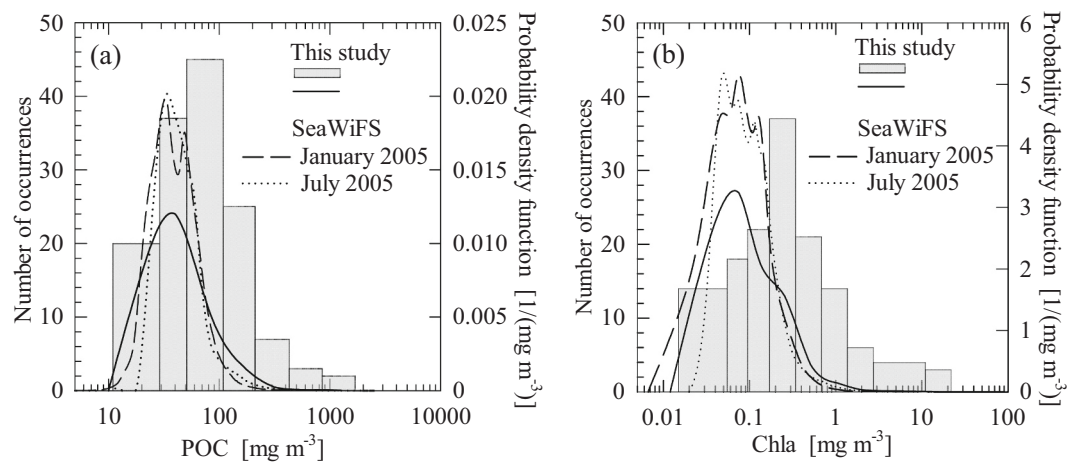 (a)
This study
SeaWiFS
January 2005
July 2005
50
40
30
20
10
0
Number of occurrences
0.025
0.020
0.015
0.010
0.005
0
Probability density function [1/(mg m⁻³)]
10 100 1000 10000
POC [mg m⁻³]
(b)
This study
SeaWiFS
January 2005
July 2005
50
40
30
20
10
0
Number of occurrences
6
5
4
3
2
1
0
Probability density function [1/(mg m⁻³)]
0.01 0.1 1 10 100
Chla [mg m⁻³]